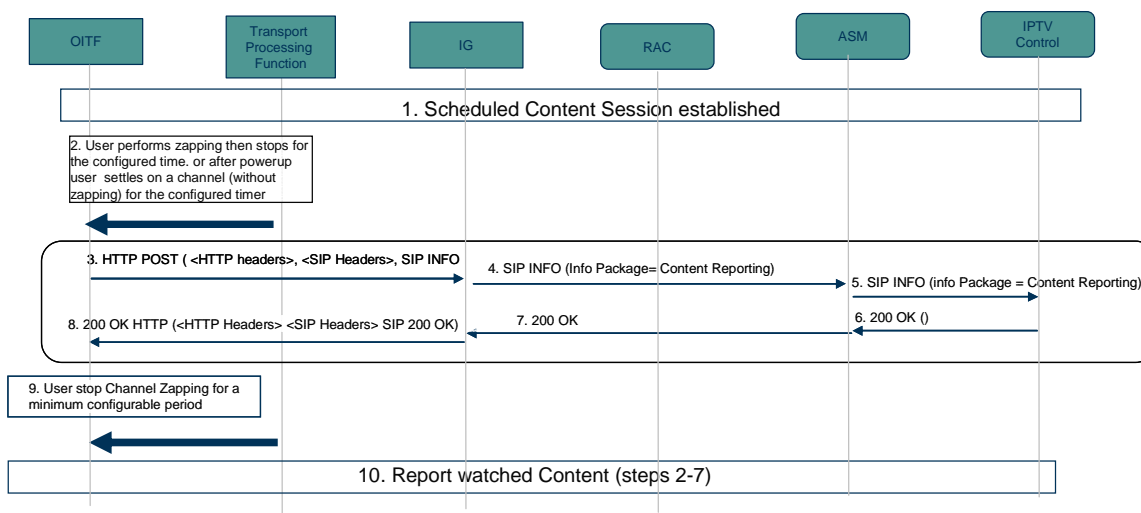 OITF
Transport
Processing
Function
IG
RAC
ASM
IPTV
Control
1. Scheduled Content Session established
2. User performs zapping then stops for
the configured time. or after powerup
user settles on a channel (without
zapping) for the configured timer
3. HTTP POST ( <HTTP headers>, <SIP Headers>, SIP INFO
4. SIP INFO (Info Package= Content Reporting)
5. SIP INFO (info Package = Content Reporting)
6. 200 OK ()
7. 200 OK
8. 200 OK HTTP (<HTTP Headers> <SIP Headers> SIP 200 OK)
9. User stop Channel Zapping for a
minimum configurable period
10. Report watched Content (steps 2-7)